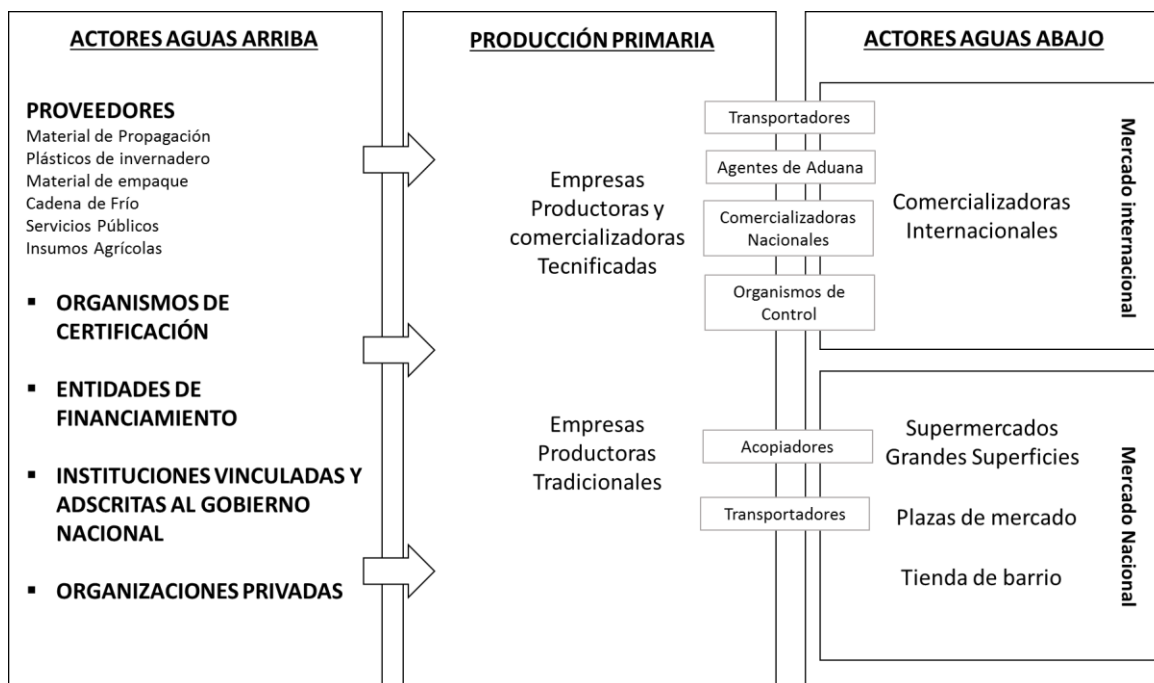 ACTORES AGUAS ARRIBA
PROVEEDORES
Material de Propagación
Plásticos de invernadero
Material de empaque
Cadena de Frío
Servicios Públicos
Insumos Agrícolas
▪ ORGANISMOS DE
CERTIFICACIÓN
▪ ENTIDADES DE
FINANCIAMIENTO
▪ INSTITUCIONES VINCULADAS Y
ADSCRITAS AL GOBIERNO
NACIONAL
▪ ORGANIZACIONES PRIVADAS
PRODUCCIÓN PRIMARIA
Empresas
Productoras y
comercializadoras
Tecnificadas
Empresas
Productoras
Tradicionales
Transportadores
Agentes de Aduana
Comercializadoras
Nacionales
Organismos de
Control
Acopiadores
Transportadores
ACTORES AGUAS ABAJO
Comercializadoras
Internacionales
Mercado internacional
Supermercados
Grandes Superficies
Plazas de mercado
Tienda de barrio
Mercado Nacional